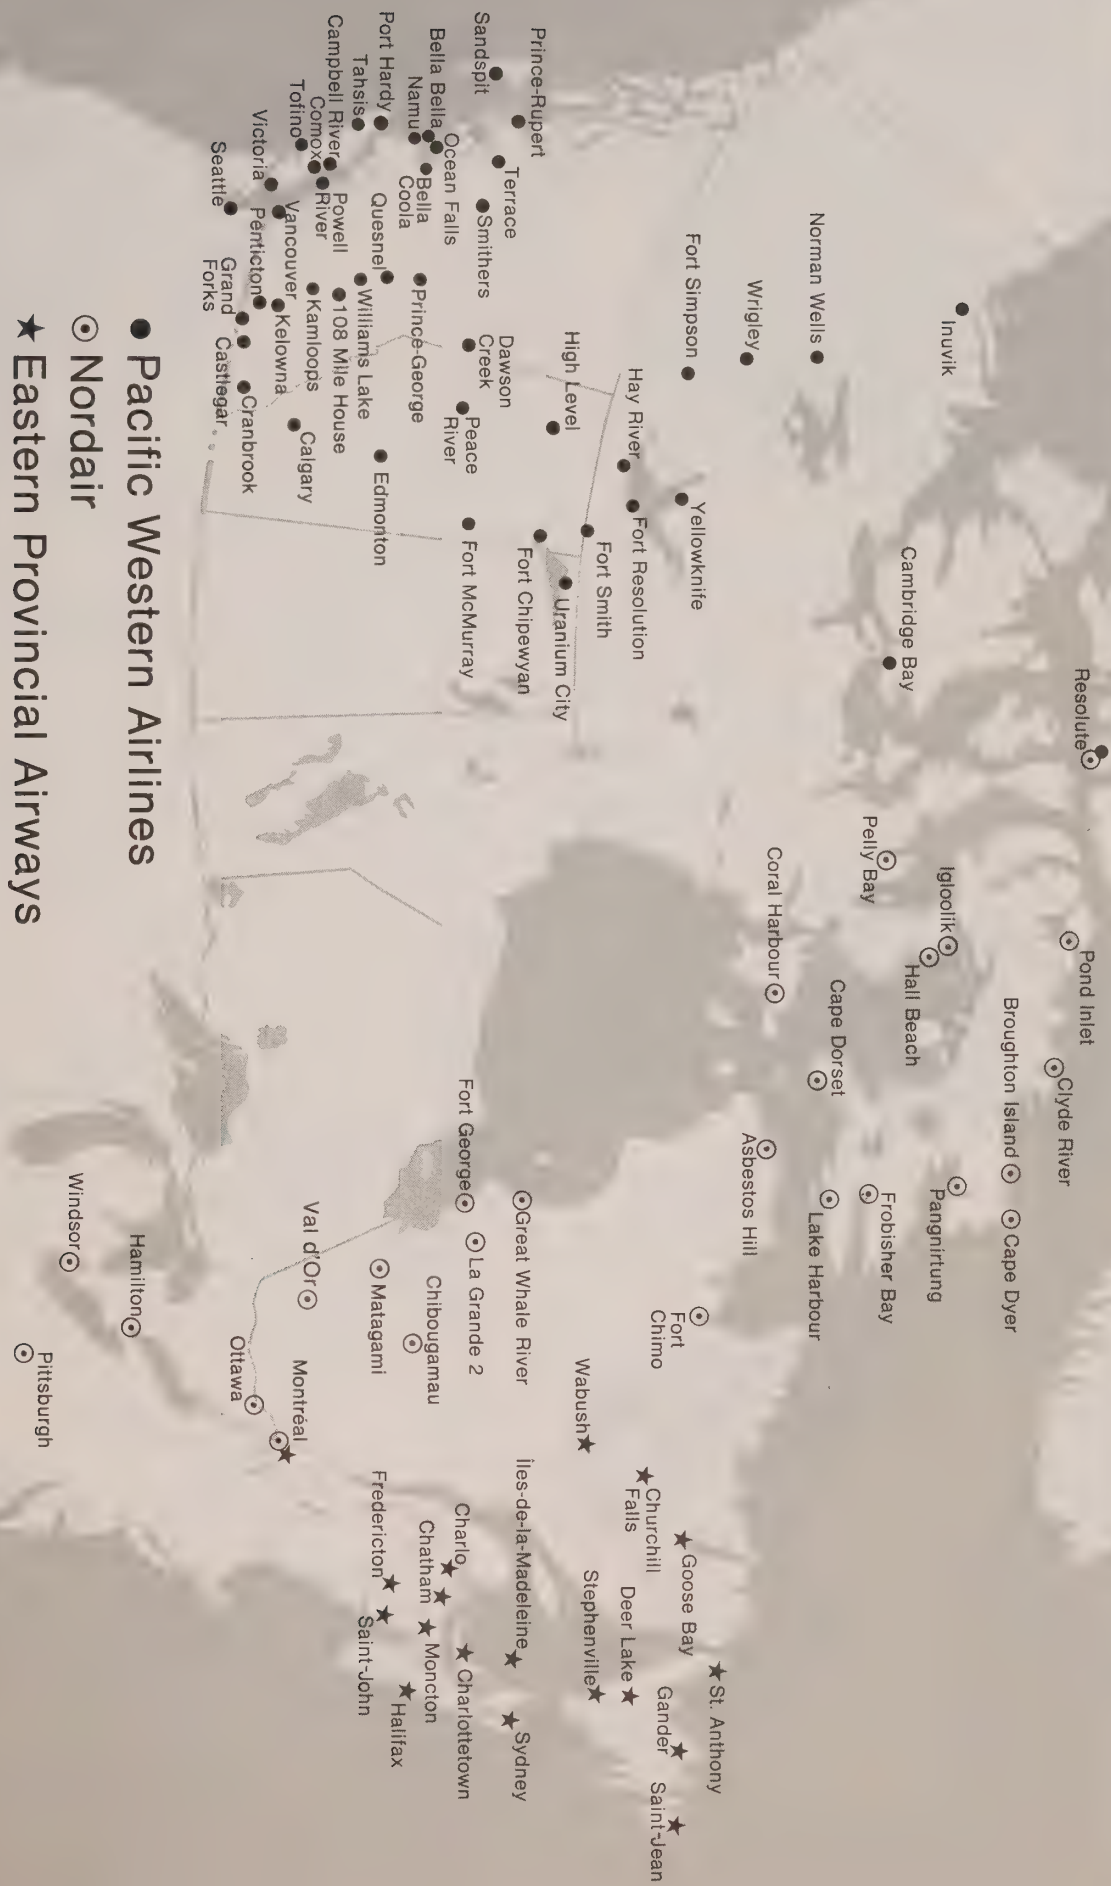 Resolute
Pond Inlet
Clyde River
Inuvik
Igloolik
Broughton Island
Cape Dyer
Cambridge Bay
Pelly Bay
Hall Beach
Pangnirtung
Norman Wells
Cape Dorset
Frobisher Bay
Wrigley
Coral Harbour
Lake Harbour
Asbestos Hill
Fort Simpson
Yellowknife
Fort
Chimo
St. Anthony
Hay River
Fort Resolution
Goose Bay
Gander
Saint-Jean
Churchill
Falls
Deer Lake
High Level
Fort Smith
Uranium City
Wabush
Stephenville
Prince-Rupert
Fort Chipewyan
Great Whale River
Îles-de-la-Madeleine
Sydney
Sandspit
Terrace
Smithers
Dawson
Creek
Peace
River
Fort McMurray
Fort George
La Grande 2
Charlo
Charlottetown
Bella Bella
Ocean Falls
Namu
Bella
Coola
Prince-George
Chibougamau
Chatham
Moncton
Port Hardy
Quesnel
Edmonton
Matagami
Fredericton
Halifax
Tahsis
Williams Lake
Saint-John
Campbell River
Powell
River
108 Mile House
Comox
Kamloops
Calgary
Val d'Or
Tofino
Vancouver
Kelowna
Montréal
Victoria
Penticton
Cranbrook
Ottawa
Seattle
Grand
Forks
Castlegar
Hamilton
Windsor
Pittsburgh
Pacific Western Airlines
Nordair
Eastern Provincial Airways